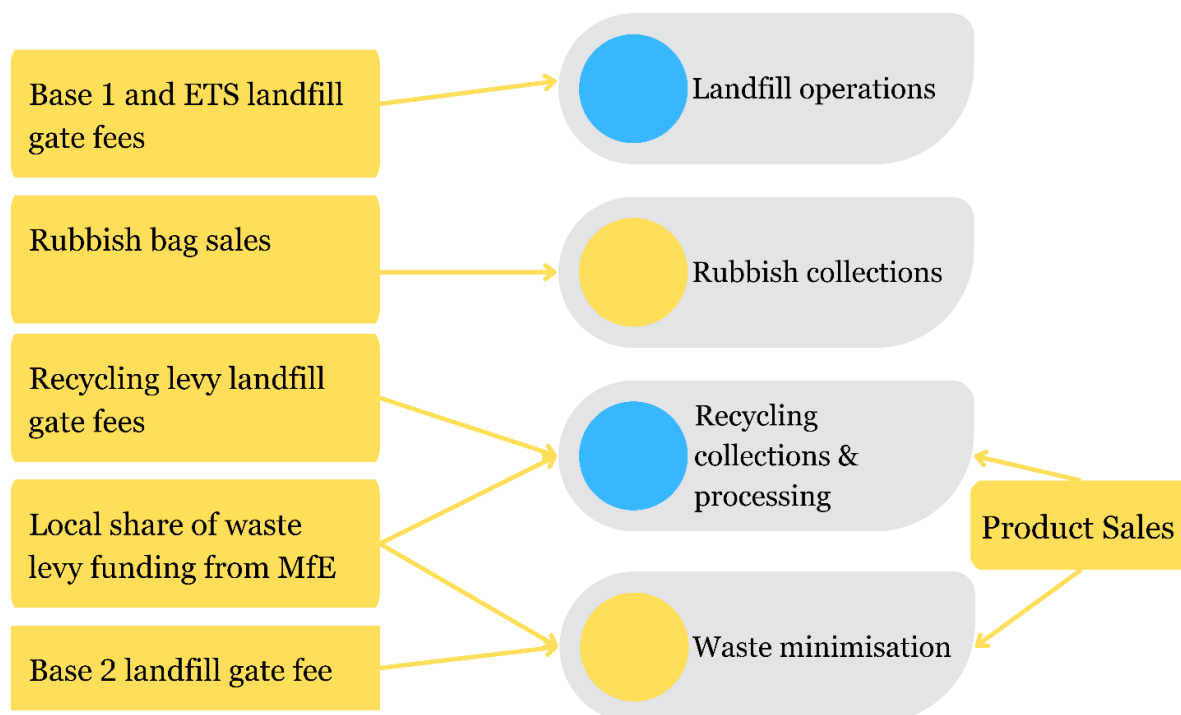 Base 1 and ETS landfill
gate fees
Landfill operations
Rubbish bag sales
Rubbish collections
Recycling levy landfill
gate fees
Recycling
collections &
processing
Local share of waste
levy funding from MfE
Product Sales
Base 2 landfill gate fee
Waste minimisation